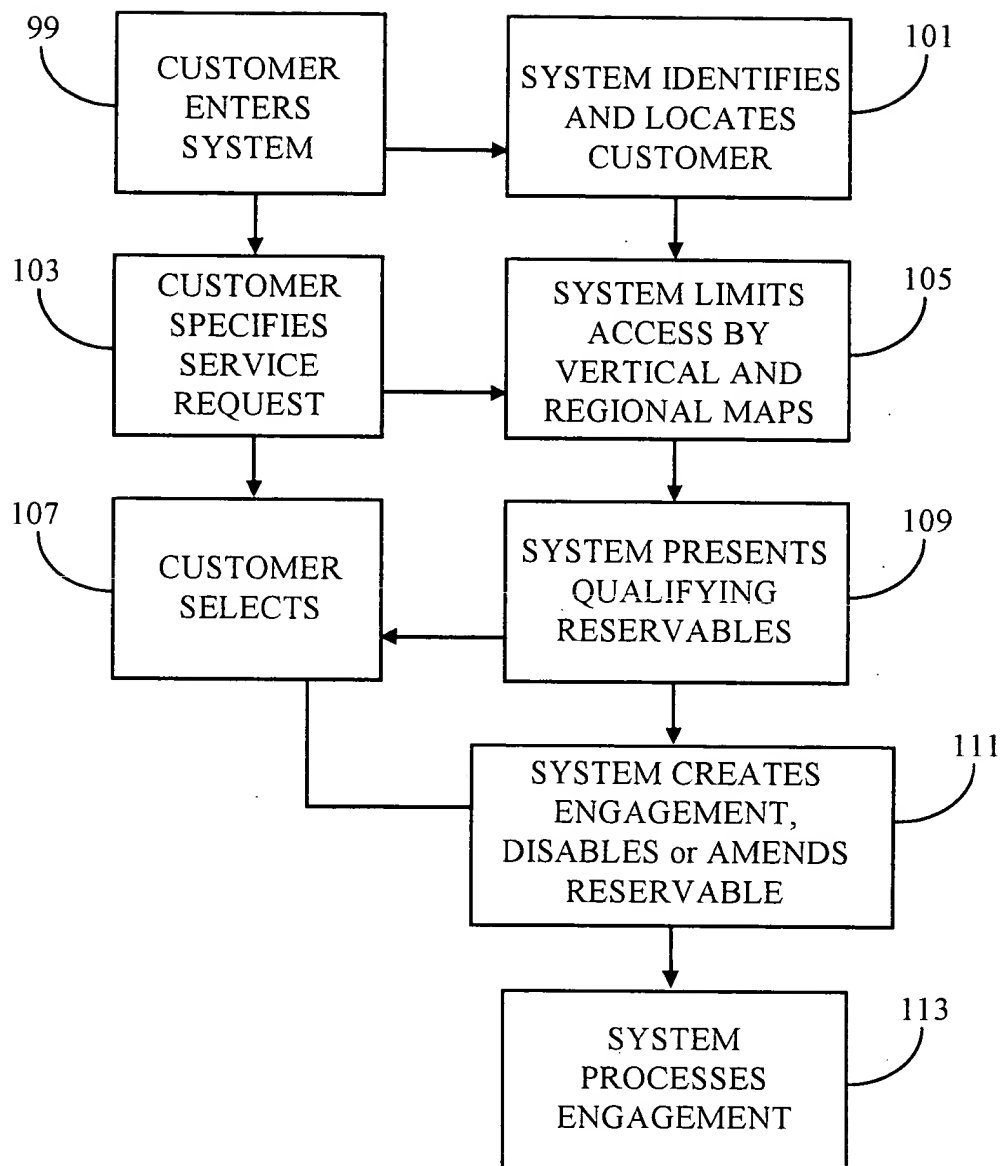 99
CUSTOMER
ENTERS
SYSTEM
101
SYSTEM IDENTIFIES
AND LOCATES
CUSTOMER
103
CUSTOMER
SPECIFIES
SERVICE
REQUEST
105
SYSTEM LIMITS
ACCESS BY
VERTICAL AND
REGIONAL MAPS
107
CUSTOMER
SELECTS
109
SYSTEM PRESENTS
QUALIFYING
RESERVABLES
111
SYSTEM CREATES
ENGAGEMENT,
DISABLES or AMENDS
RESERVABLE
113
SYSTEM
PROCESSES
ENGAGEMENT